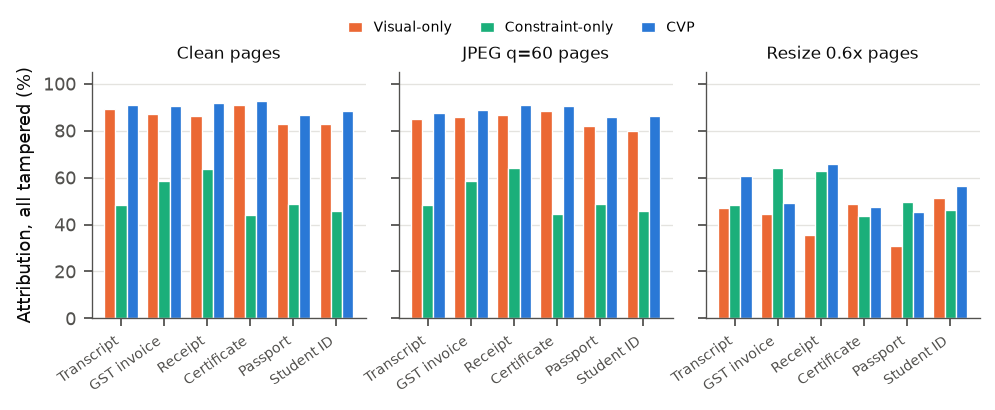 Visual-only Constraint-only CVP
Clean pages JPEG q=60 pages Resize 0.6x pages
Attribution, all tampered (%)
100
80
60
40
20
0
Transcript GST invoice Receipt Certificate Passport Student ID
Transcript GST invoice Receipt Certificate Passport Student ID
Transcript GST invoice Receipt Certificate Passport Student ID